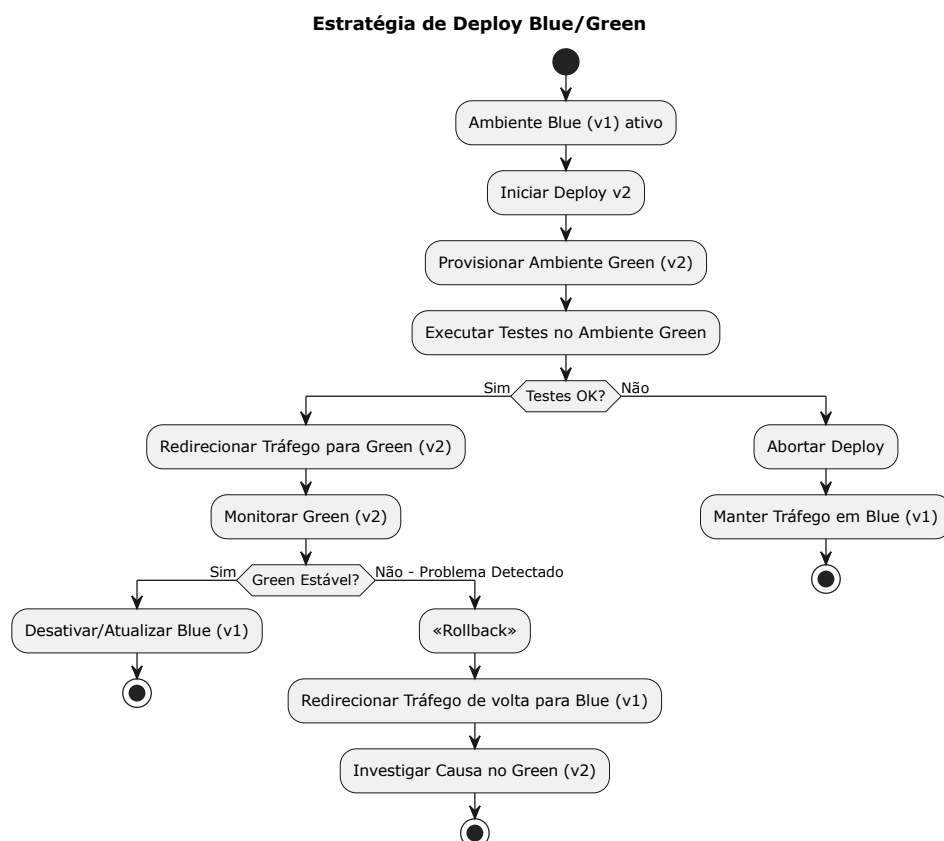 Estratégia de Deploy Blue/Green
Ambiente Blue (v1) ativo
Iniciar Deploy v2
Provisionar Ambiente Green (v2)
Executar Testes no Ambiente Green
Sim
Testes OK?
Não
Redirecionar Tráfego para Green (v2)
Abortar Deploy
Monitorar Green (v2)
Manter Tráfego em Blue (v1)
Sim
Green Estável?
Não - Problema Detectado
Desativar/Atualizar Blue (v1)
«Rollback»
Redirecionar Tráfego de volta para Blue (v1)
Investigar Causa no Green (v2)